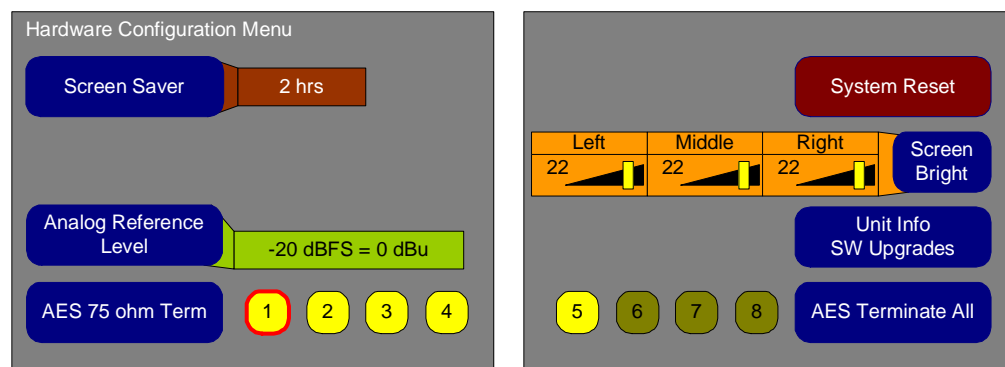 Hardware Configuration Menu
Screen Saver
2 hrs
Analog Reference
Level
-20 dBFS = 0 dBu
AES 75 ohm Term
1 2 3 4
System Reset
Left Middle Right
22 22 22
Screen
Bright
Unit Info
SW Upgrades
5 6 7 8
AES Terminate All